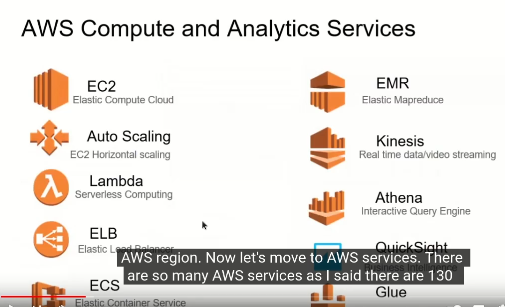 AWS Compute and Analytics Services
EC2
Elastic Compute Cloud
Auto Scaling
EC2 Horizontal scaling
Lambda
Serverless Computing
ELB
Elastic Load Balancer
ECS
Elastic Container Service
EMR
Elastic Mapreduce
Kinesis
Real time data/video streaming
Athena
Interactive Query Engine
QuickSight
Business Intelligence
Glue
AWS region. Now let's move to AWS services. There
are so many AWS services as I said there are 130